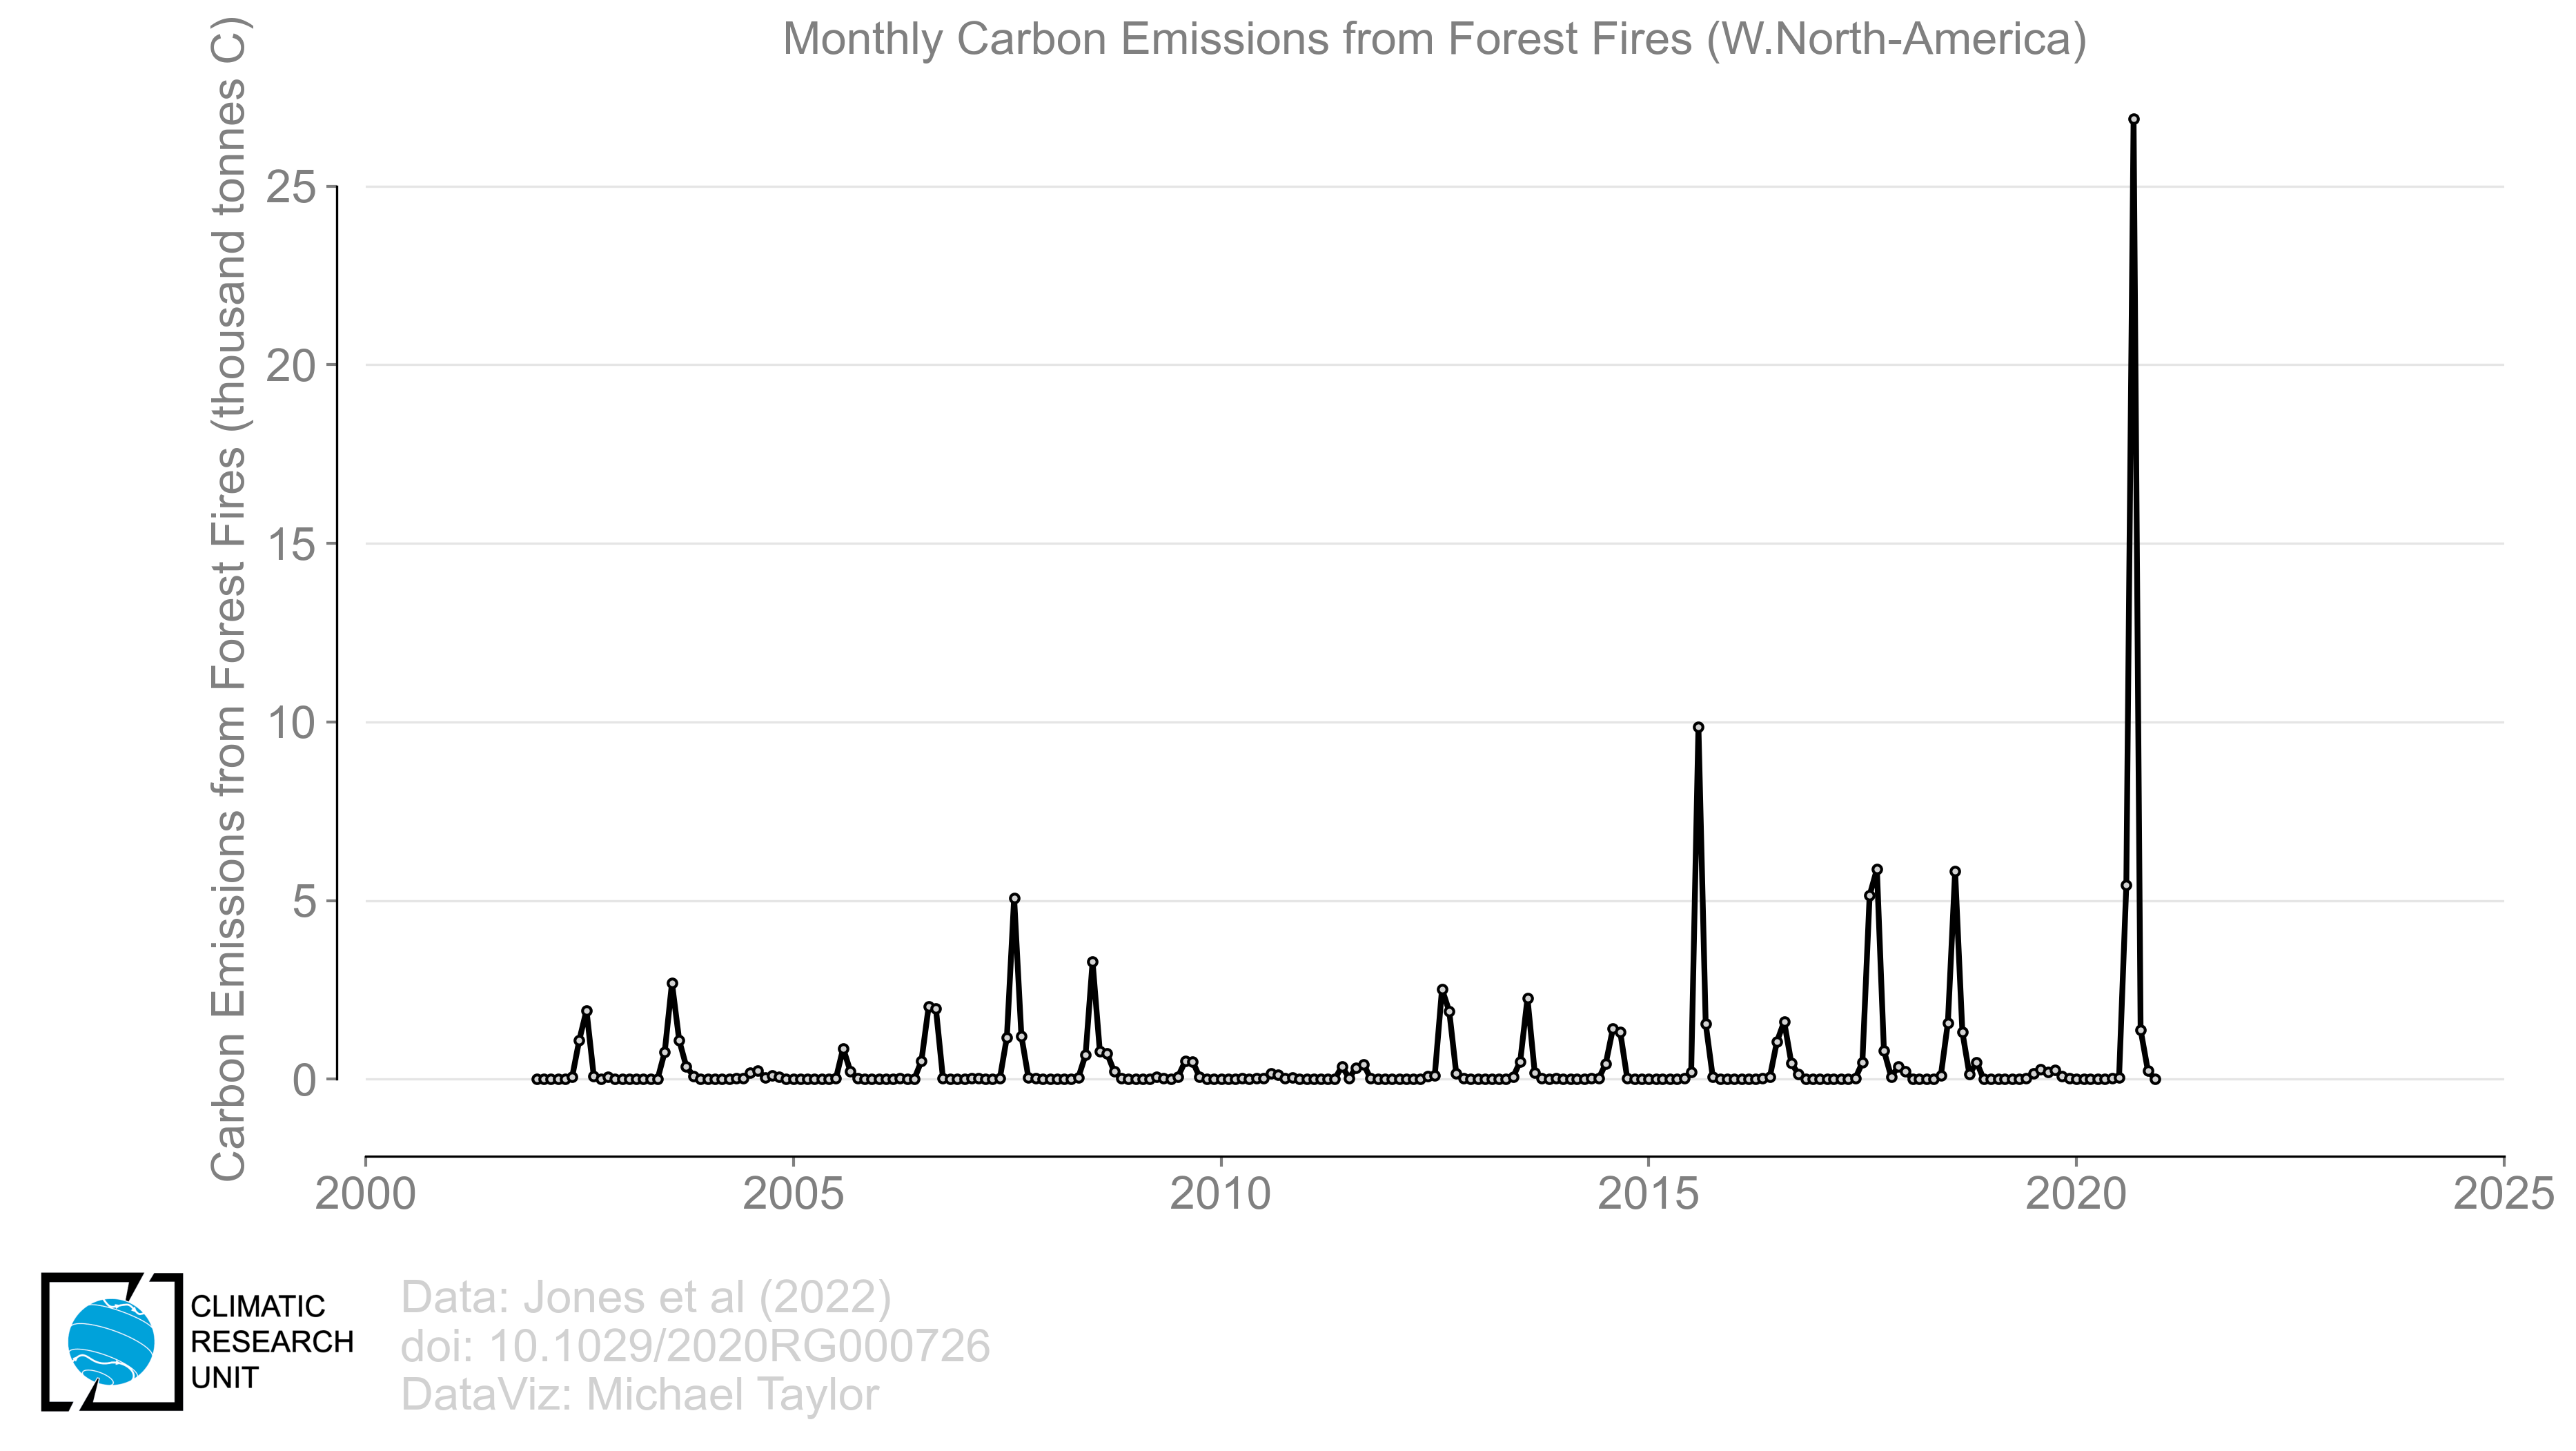 Monthly Carbon Emissions from Forest Fires (W.North-America)
Carbon Emissions from Forest Fires (thousand tonnes C)
25
20
15
10
5
0
2000
2005
2010
2015
2020
2025
CLIMATIC
RESEARCH
UNIT
Data: Jones et al (2022)
doi: 10.1029/2020RG000726
DataViz: Michael Taylor